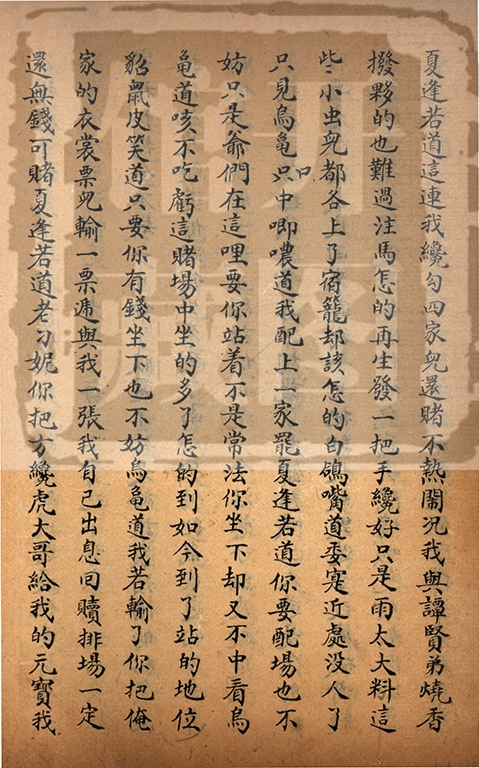 夏逢若道這連我纔勾四家兒還賭不熱鬧况我與譚賢弟燒香
撥夥的也難過注馬怎的再生發一把手纔好只是雨太大料這
些小虫兒都各上了宿籠却該怎的白鴿嘴道委寔近處没人了
只見烏龜口中唧噥道我配上一家罷夏逢若道你要配場也不
妨只是爺們在這哩要你站着不是常法你坐下却又不中看烏
龜道咳不吃虧這賭場中坐的多了怎的到如今到了站的地位
貂鼠皮笑道只要你有錢坐下也不妨烏龜道我若輸了你把俺
家的衣裳票兒輸一票遞與我一張我自己出息回贖排場一定
還無錢可賭夏逢若道老刁妮你把方纔虎大哥給我的元寶我